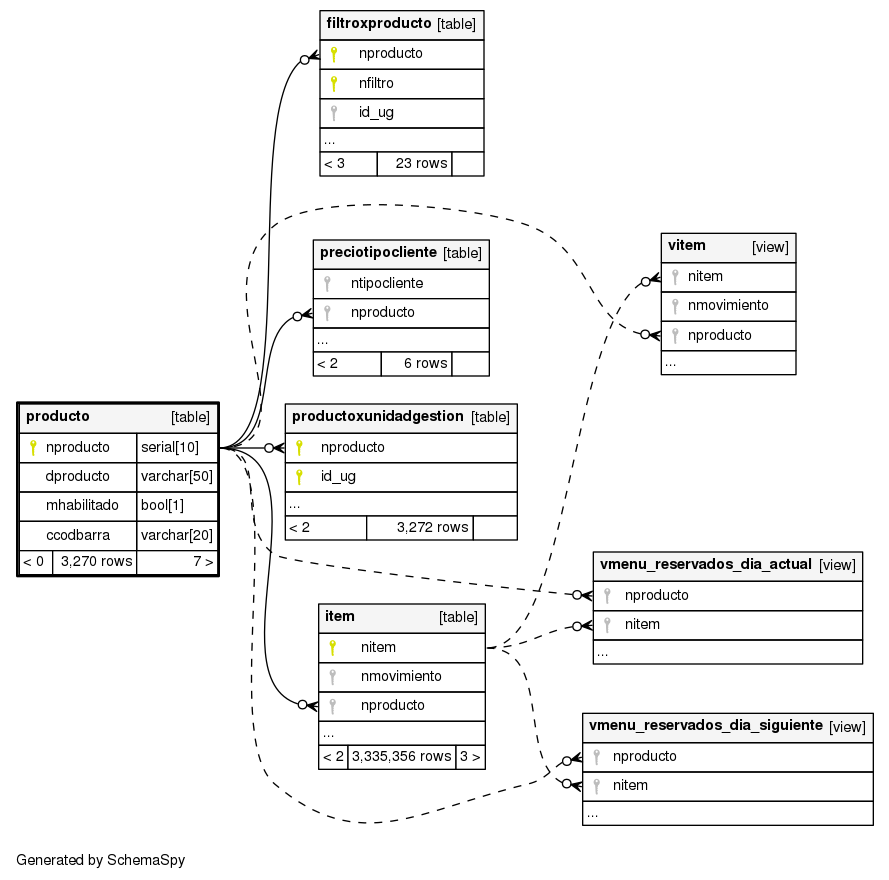 filtroxproducto [table]
nproducto
nfiltro
id_ug
...
< 3 23 rows
preciotipocliente [table]
ntipocliente
nproducto
...
< 2 6 rows
vitem [view]
nitem
nmovimiento
nproducto
...
producto [table]
nproducto serial[10]
dproducto varchar[50]
mhabilitado bool[1]
ccodbarra varchar[20]
< 0 3,270 rows 7 >
productoxunidadgestion [table]
nproducto
id_ug
...
< 2 3,272 rows
vmenu_reservados_dia_actual [view]
nproducto
nitem
...
item [table]
nitem
nmovimiento
nproducto
...
< 2 3,335,356 rows 3 >
vmenu_reservados_dia_siguiente [view]
nproducto
nitem
...
Generated by SchemaSpy